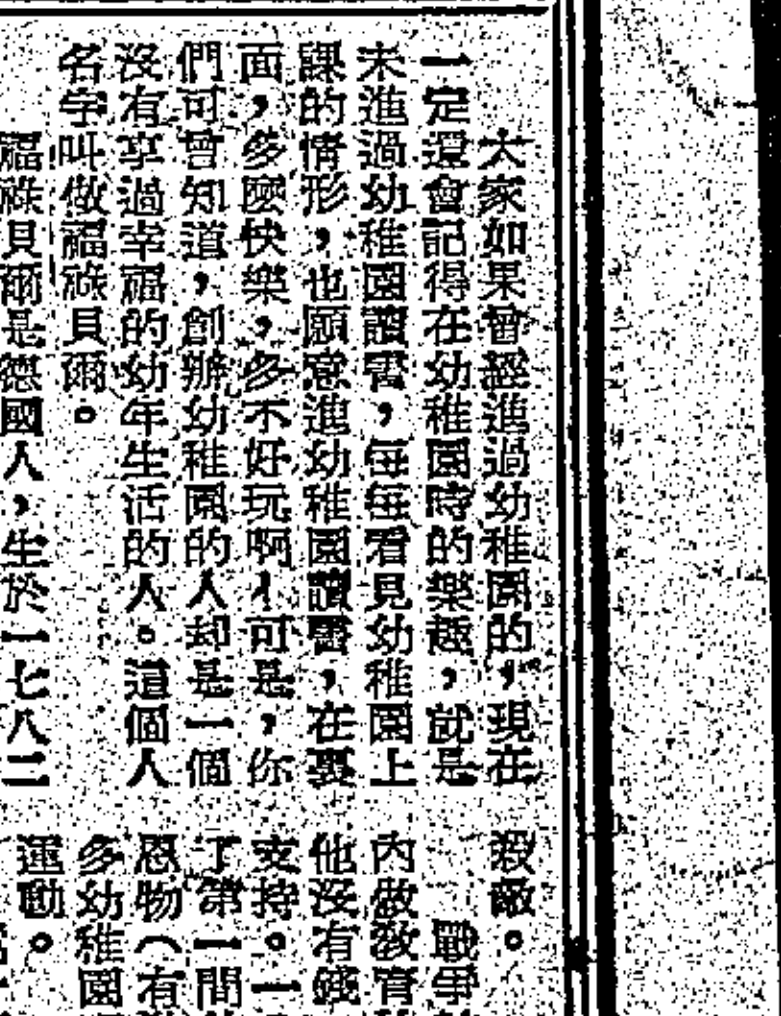 大家如果曾經進過幼稚園的,現在
一定還會記得在幼稚園時的樂趣,就是
未進過幼稚園讀書,每每看見幼稚園上
課的情形,也願意進幼稚園讀書,在裏
面,多麼快樂,多不好玩啊!可是,你
們可曾知道,創辦幼稚園的人却是一個
沒有享過幸福的幼年生活的人。這個人
名字叫做福祿貝爾。
福祿貝爾是德國人,生於一七八二
殺敵。
戰爭
內做教育
他沒有錢
支持。一
了第一間
恩物(有
多幼稚園
運動。